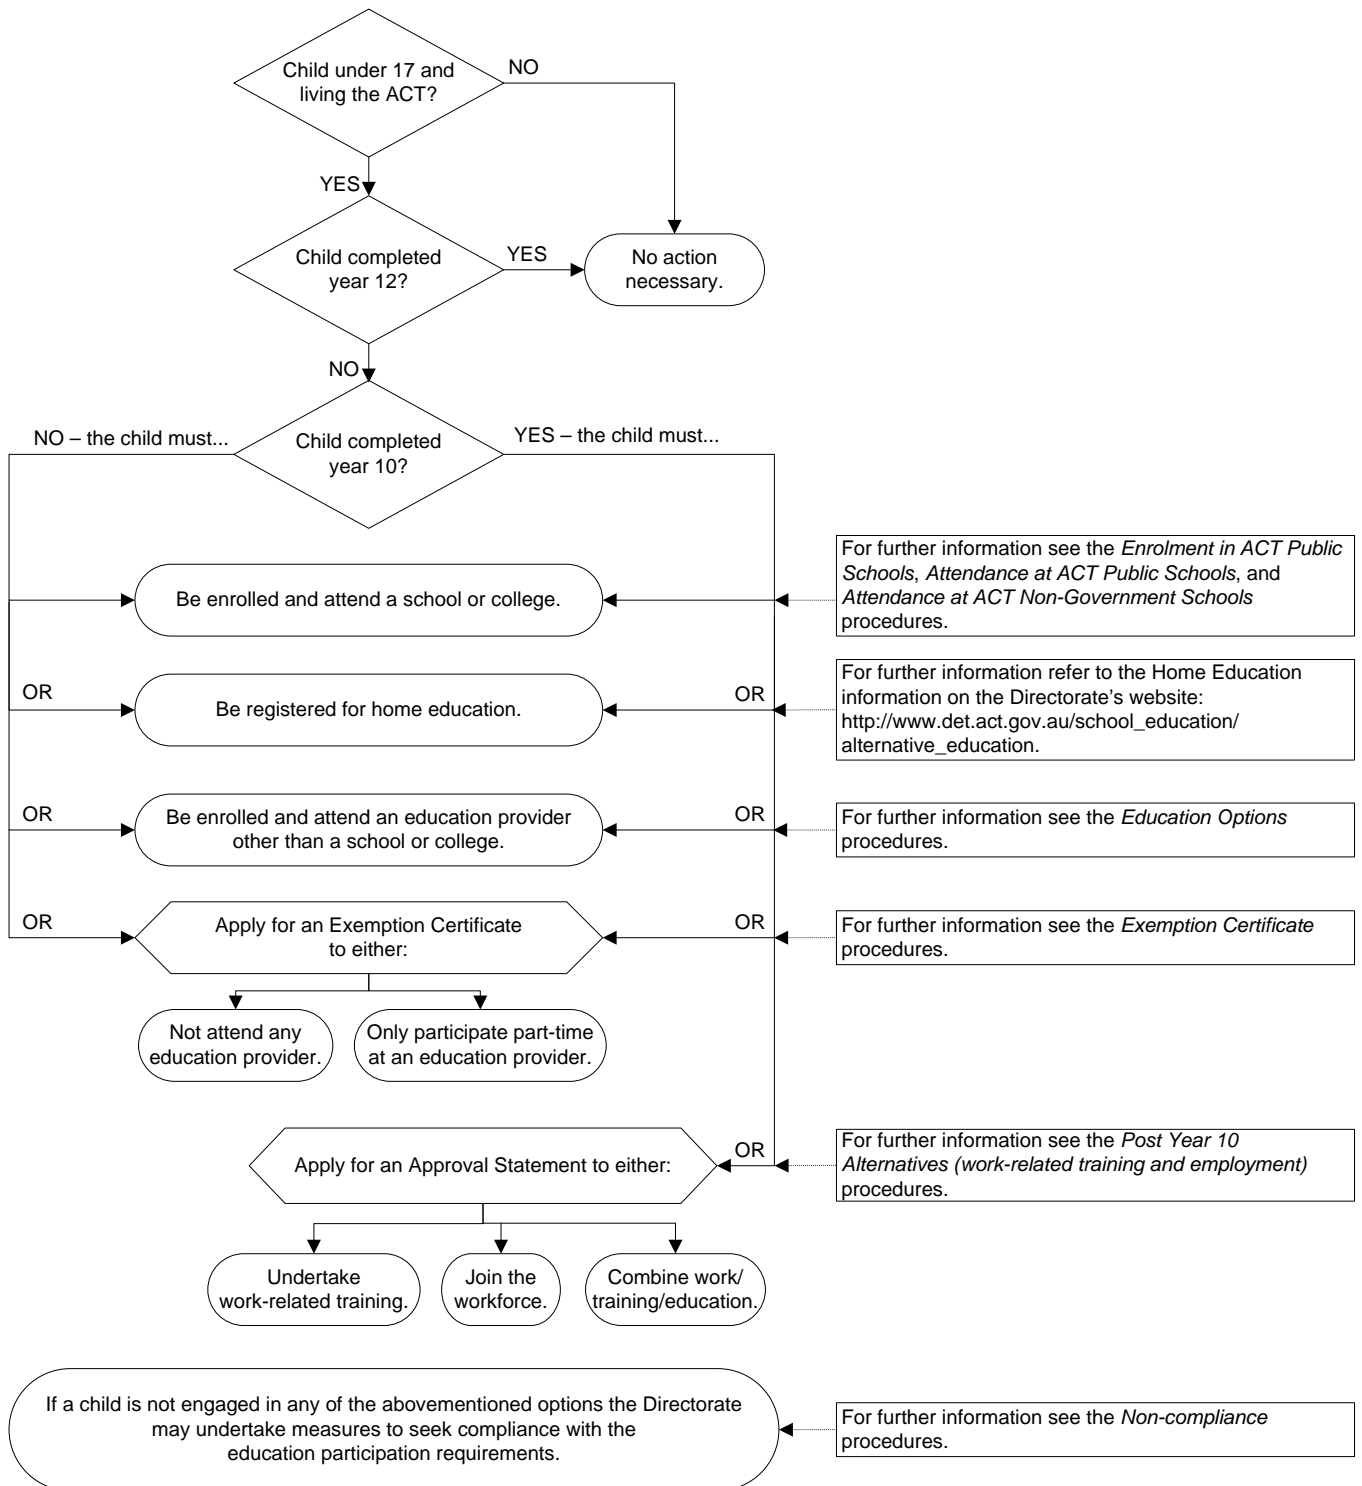 Child under 17 and
living the ACT?
NO
YES
Child completed
year 12?
YES
No action
necessary.
NO
NO – the child must...
Child completed
year 10?
YES – the child must...
Be enrolled and attend a school or college.
For further information see the Enrolment in ACT Public
Schools, Attendance at ACT Public Schools, and
Attendance at ACT Non-Government Schools
procedures.
OR
Be registered for home education.
OR
For further information refer to the Home Education
information on the Directorate's website:
http://www.det.act.gov.au/school_education/
alternative_education.
OR
Be enrolled and attend an education provider
other than a school or college.
OR
For further information see the Education Options
procedures.
OR
Apply for an Exemption Certificate
to either:
OR
For further information see the Exemption Certificate
procedures.
Not attend any
education provider.
Only participate part-time
at an education provider.
Apply for an Approval Statement to either:
OR
For further information see the Post Year 10
Alternatives (work-related training and employment)
procedures.
Undertake
work-related training.
Join the
workforce.
Combine work/
training/education.
If a child is not engaged in any of the abovementioned options the Directorate
may undertake measures to seek compliance with the
education participation requirements.
For further information see the Non-compliance
procedures.